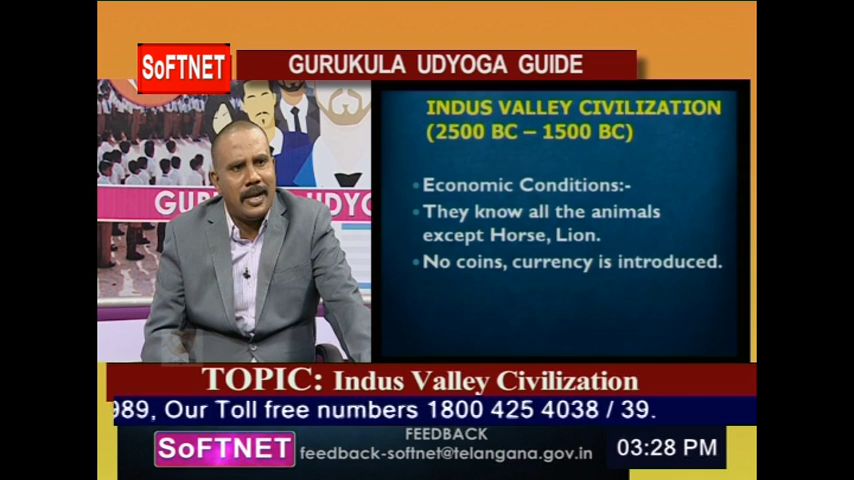 SoFTNET
GURUKULA UDYOGA GUIDE
INDUS VALLEY CIVILIZATION
(2500 BC – 1500 BC)
• Economic Conditions:-
• They know all the animals
except Horse, Lion.
• No coins, currency is introduced.
GUR UDYO
TOPIC: Indus Valley Civilization
989, Our Toll free numbers 1800 425 4038 / 39.
FEEDBACK
SoFTNET
feedback-softnet@telangana.gov.in
03:28 PM